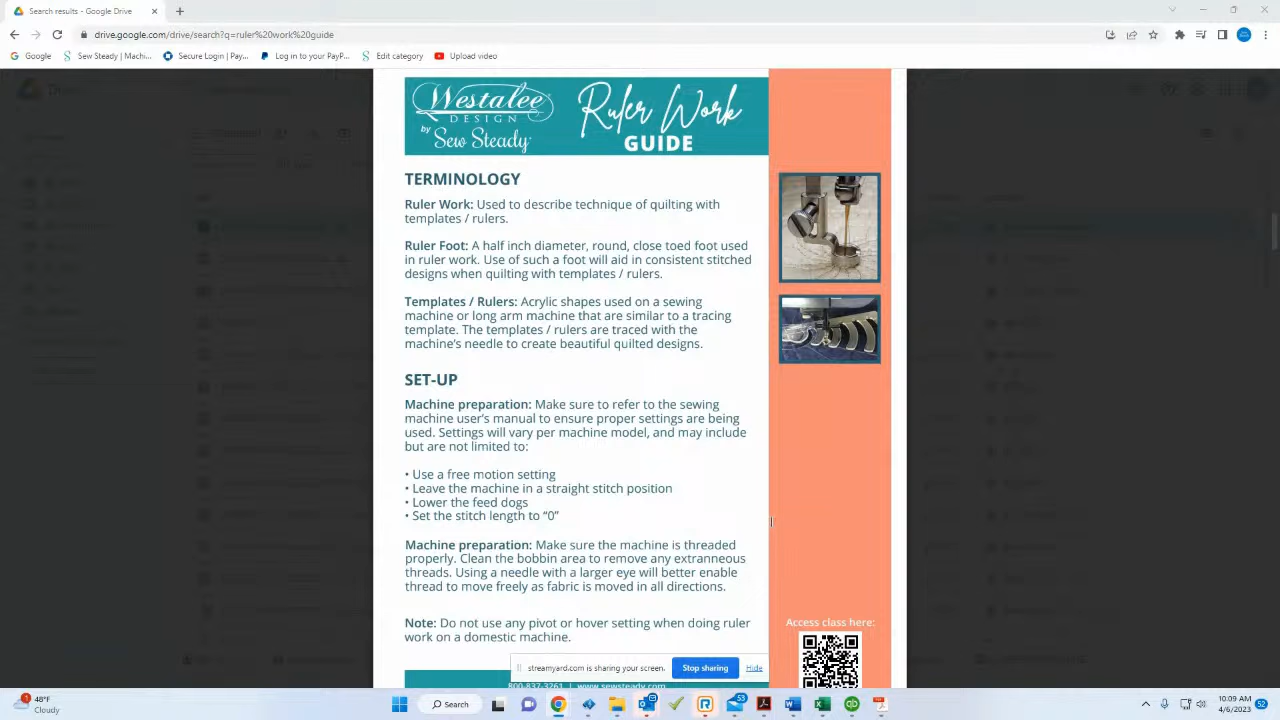 Search results - Google Drive
drive.google.com/drive/search?q=ruler%20work%20guide
Google
Sew Steady | Machi...
Secure Login | Pay...
Log in to your PayP...
Edit category
Upload video
Westalee
DESIGN
by Sew Steady
Ruler Work
GUIDE
TERMINOLOGY
Ruler Work: Used to describe technique of quilting with
templates / rulers.
Ruler Foot: A half inch diameter, round, close toed foot used
in ruler work. Use of such a foot will aid in consistent stitched
designs when quilting with templates / rulers.
Templates / Rulers: Acrylic shapes used on a sewing
machine or long arm machine that are similar to a tracing
template. The templates / rulers are traced with the
machine's needle to create beautiful quilted designs.
SET-UP
Machine preparation: Make sure to refer to the sewing
machine user's manual to ensure proper settings are being
used. Settings will vary per machine model, and may include
but are not limited to:
• Use a free motion setting
• Leave the machine in a straight stitch position
• Lower the feed dogs
• Set the stitch length to "0"
Machine preparation: Make sure the machine is threaded
properly. Clean the bobbin area to remove any extranneous
threads. Using a needle with a larger eye will better enable
thread to move freely as fabric is moved in all directions.
Note: Do not use any pivot or hover setting when doing ruler
work on a domestic machine.
Access class here:
streamyard.com is sharing your screen.
Stop sharing
Hide
800-837-3261 | www.sewsteady.com
1
48°F
Cloudy
Search
53
10:09 AM
4/6/2023
52